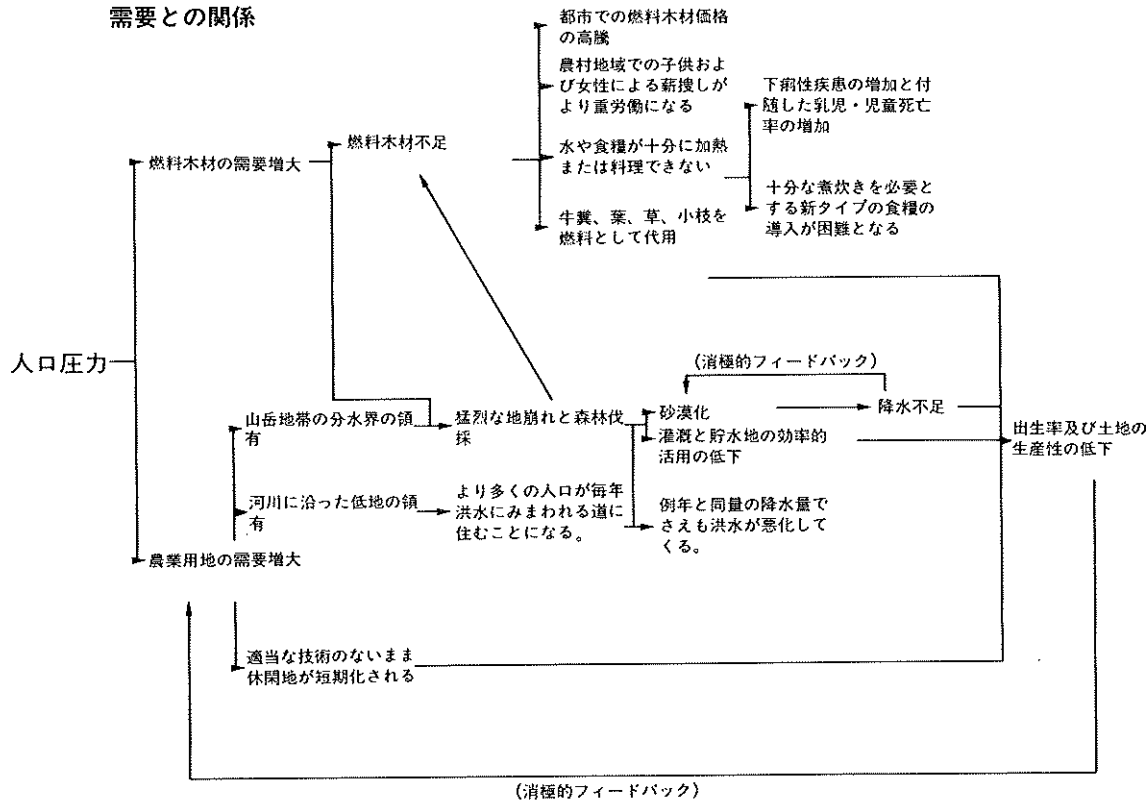 需要との関係
都市での燃料木材価格
の高騰
農村地域での子供およ
び女性による薪捜しが
より重労働になる
下痢性疾患の増加と付
随した乳児・児童死亡
率の増加
燃料木材の需要増大
燃料木材不足
水や食糧が十分に加熱
または料理できない
十分な煮炊きを必要と
する新タイプの食糧の
導入が困難となる
牛糞、葉、草、小枝を
燃料として代用
人口圧力
(消極的フィードバック)
山岳地帯の分水界の領
有
猛烈な地崩れと森林伐
採
砂漠化
降水不足
灌漑と貯水地の効率的
活用の低下
出生率及び土地の
生産性の低下
河川に沿った低地の領
有
より多くの人口が毎年
洪水にみまわれる道に
住むことになる。
例年と同量の降水量で
さえも洪水が悪化して
くる。
農業用地の需要増大
適当な技術のないまま
休閑地が短期化される
(消極的フィードバック)